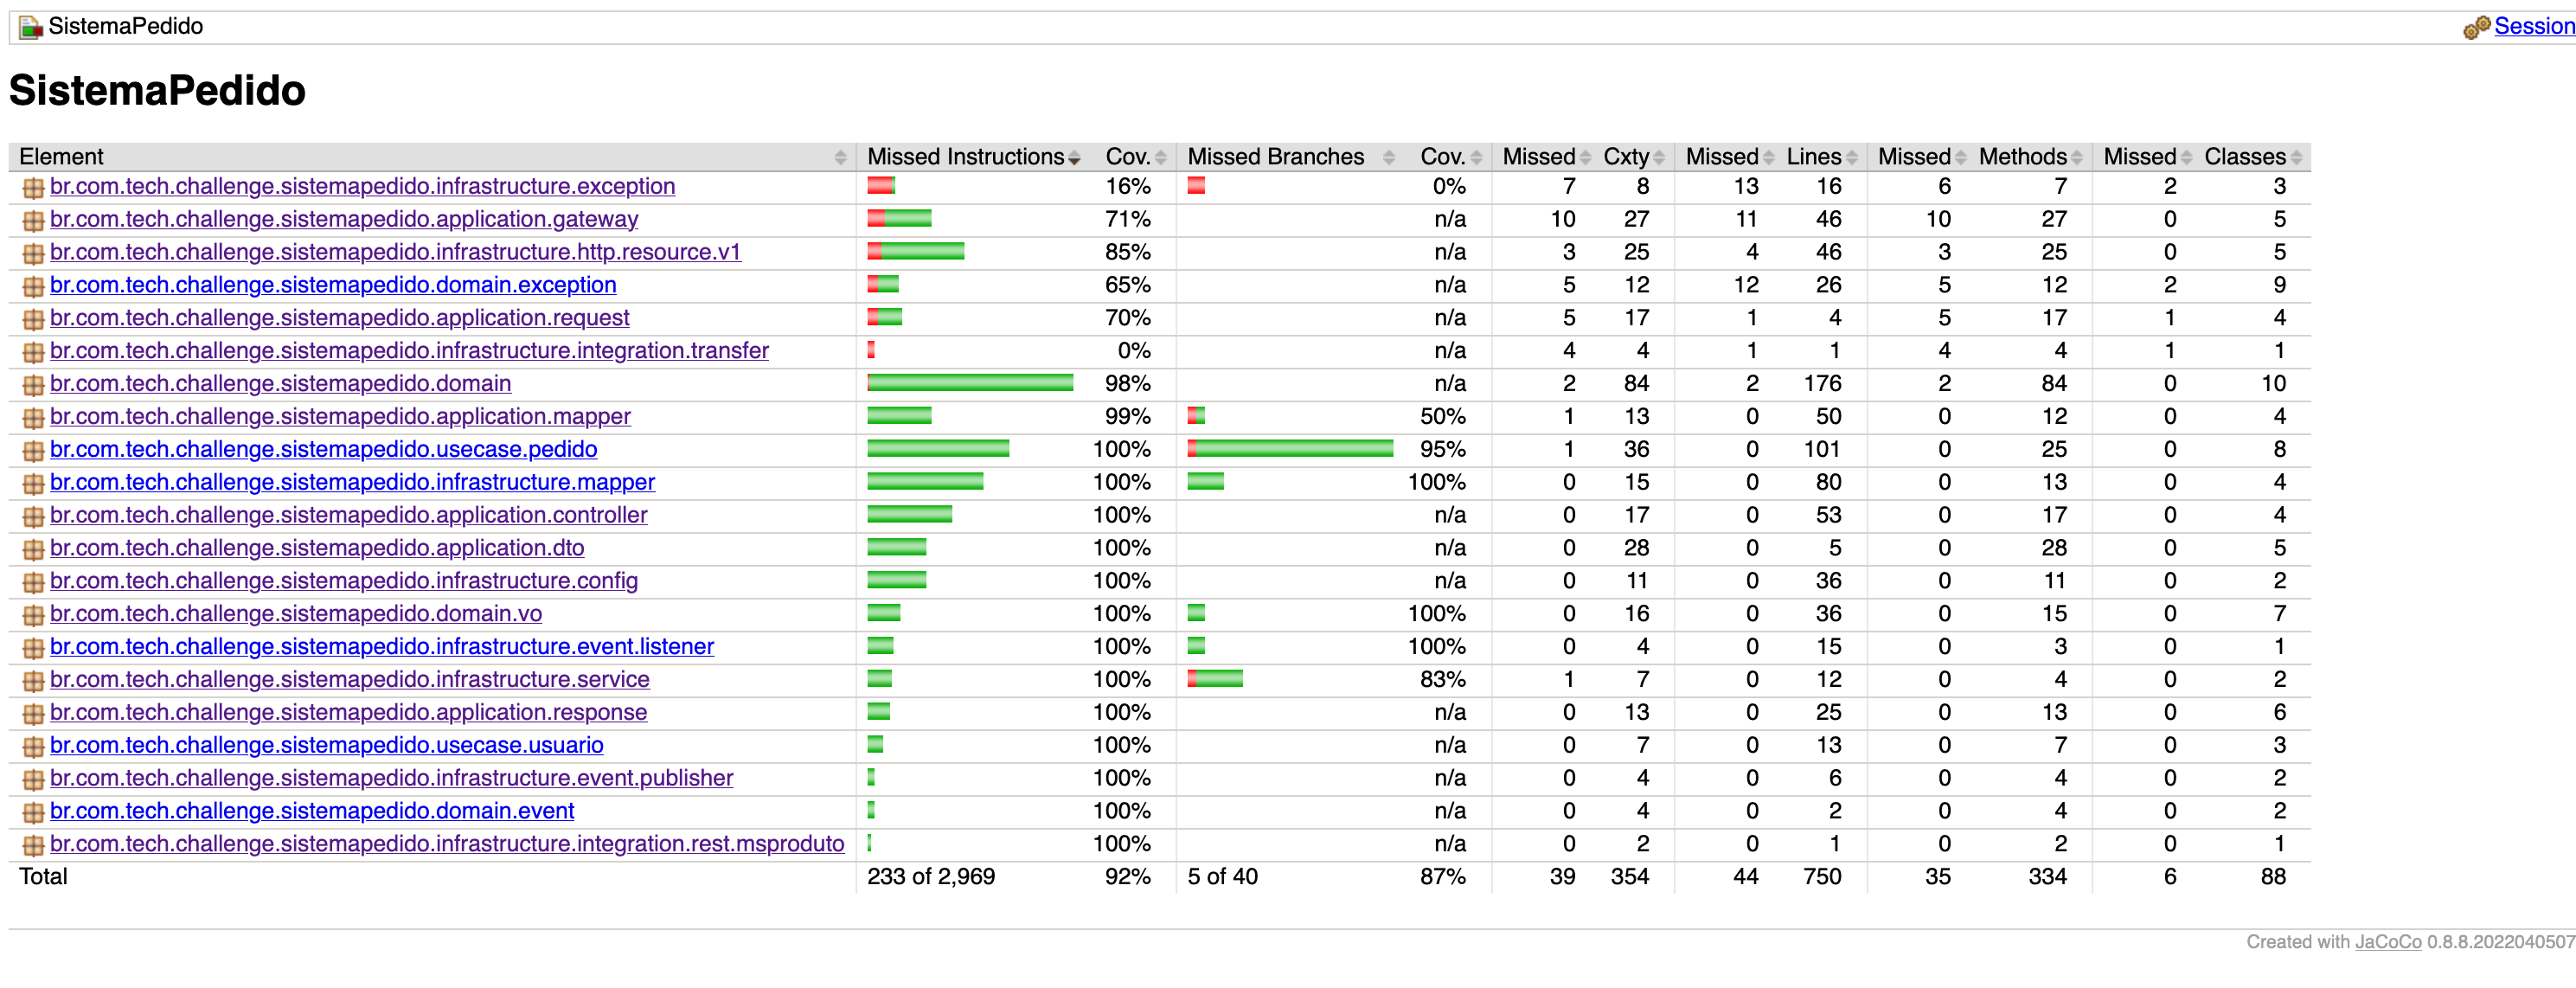 SistemaPedido Session
SistemaPedido
Element Missed Instructions Cov. Missed Branches Cov. Missed Cxty Missed Lines Missed Methods Missed Classes
br.com.tech.challenge.sistemapedido.infrastructure.exception 16% 0% 7 8 13 16 6 7 2 3
br.com.tech.challenge.sistemapedido.application.gateway 71% n/a 10 27 11 46 10 27 0 5
br.com.tech.challenge.sistemapedido.infrastructure.http.resource.v1 85% n/a 3 25 4 46 3 25 0 5
br.com.tech.challenge.sistemapedido.domain.exception 65% n/a 5 12 12 26 5 12 2 9
br.com.tech.challenge.sistemapedido.application.request 70% n/a 5 17 1 4 5 17 1 4
br.com.tech.challenge.sistemapedido.infrastructure.integration.transfer 0% n/a 4 4 1 1 4 4 1 1
br.com.tech.challenge.sistemapedido.domain 98% n/a 2 84 2 176 2 84 0 10
br.com.tech.challenge.sistemapedido.application.mapper 99% 50% 1 13 0 50 0 12 0 4
br.com.tech.challenge.sistemapedido.usecase.pedido 100% 95% 1 36 0 101 0 25 0 8
br.com.tech.challenge.sistemapedido.infrastructure.mapper 100% 100% 0 15 0 80 0 13 0 4
br.com.tech.challenge.sistemapedido.application.controller 100% n/a 0 17 0 53 0 17 0 4
br.com.tech.challenge.sistemapedido.application.dto 100% n/a 0 28 0 5 0 28 0 5
br.com.tech.challenge.sistemapedido.infrastructure.config 100% n/a 0 11 0 36 0 11 0 2
br.com.tech.challenge.sistemapedido.domain.vo 100% 100% 0 16 0 36 0 15 0 7
br.com.tech.challenge.sistemapedido.infrastructure.event.listener 100% 100% 0 4 0 15 0 3 0 1
br.com.tech.challenge.sistemapedido.infrastructure.service 100% 83% 1 7 0 12 0 4 0 2
br.com.tech.challenge.sistemapedido.application.response 100% n/a 0 13 0 25 0 13 0 6
br.com.tech.challenge.sistemapedido.usecase.usuario 100% n/a 0 7 0 13 0 7 0 3
br.com.tech.challenge.sistemapedido.infrastructure.event.publisher 100% n/a 0 4 0 6 0 4 0 2
br.com.tech.challenge.sistemapedido.domain.event 100% n/a 0 4 0 2 0 4 0 2
br.com.tech.challenge.sistemapedido.infrastructure.integration.rest.msproduto 100% n/a 0 2 0 1 0 2 0 1
Total 233 of 2,969 92% 5 of 40 87% 39 354 44 750 35 334 6 88
Created with JaCoCo 0.8.8.2022040507